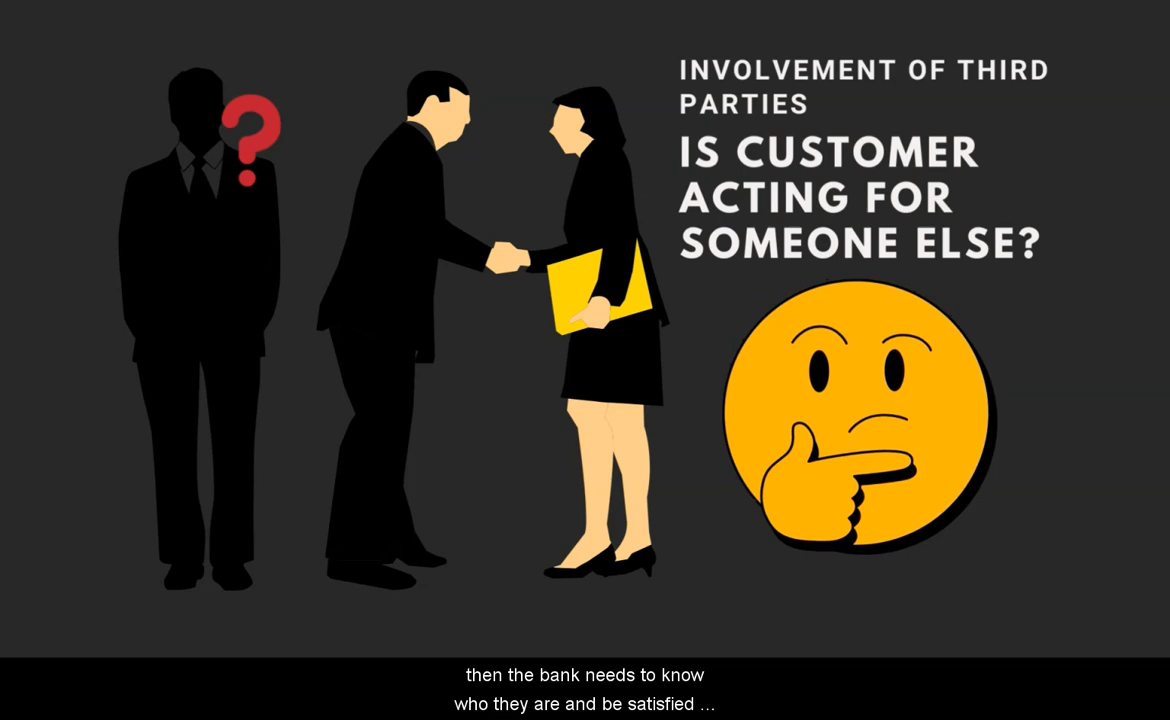 INVOLVEMENT OF THIRD
PARTIES
IS CUSTOMER
ACTING FOR
SOMEONE ELSE?
?
then the bank needs to know
who they are and be satisfied ...